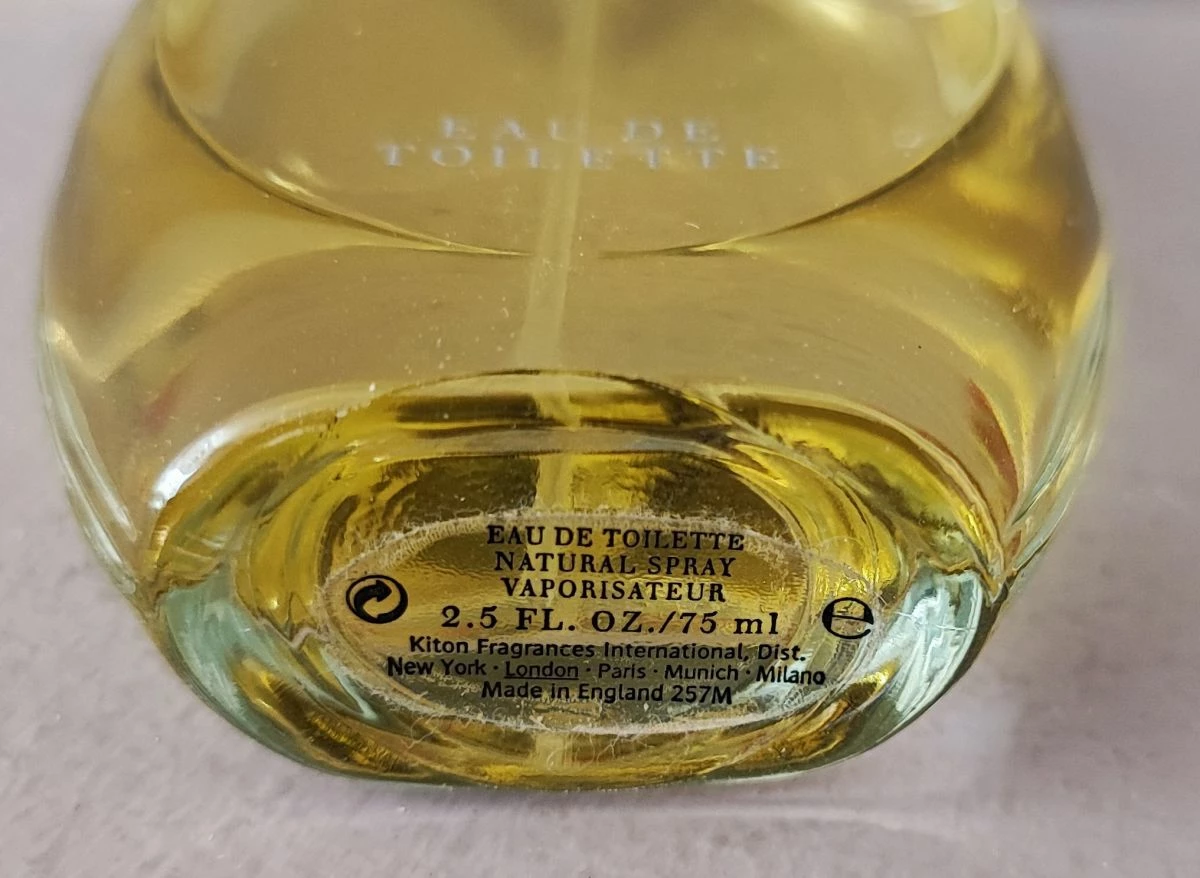 EAU DE
TOILETTE
EAU DE TOILETTE
NATURAL SPRAY
VAPORISATEUR
2.5 FL. OZ./75 ml e
Kiton Fragrances International, Dist.
New York · London · Paris · Munich · Milano
Made in England 257M